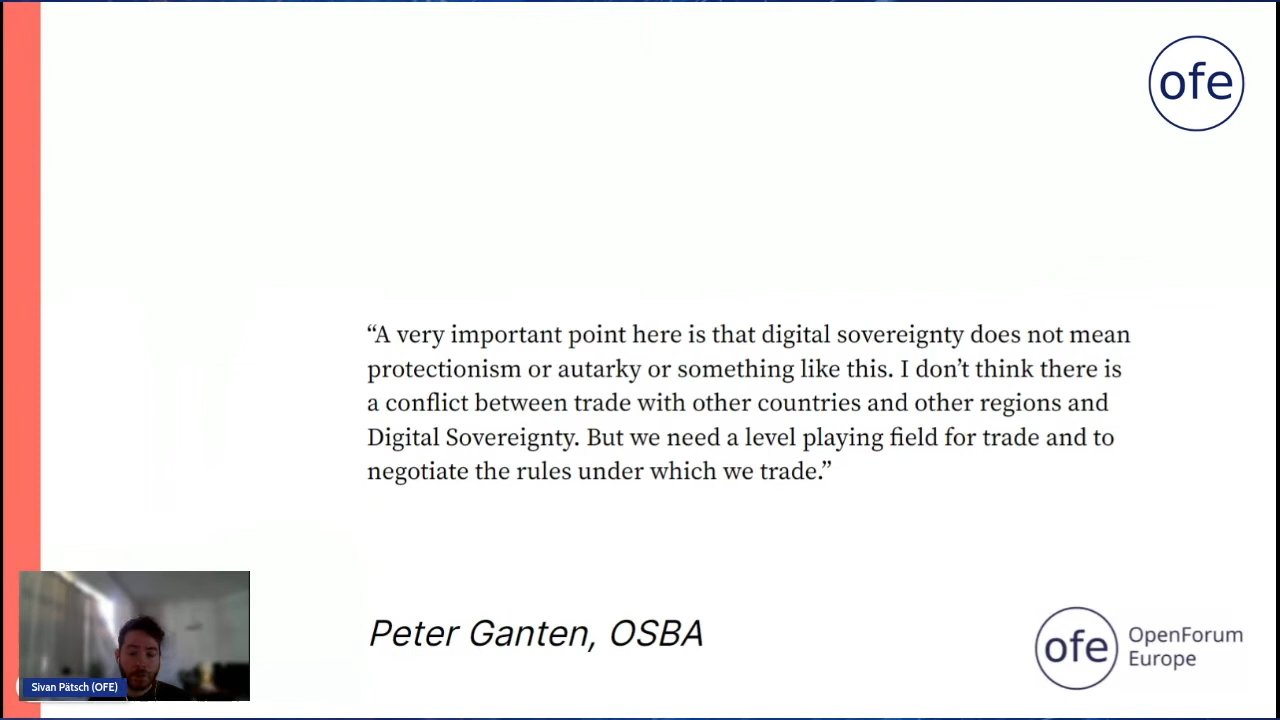 ofe
“A very important point here is that digital sovereignty does not mean
protectionism or autarky or something like this. I don’t think there is
a conflict between trade with other countries and other regions and
Digital Sovereignty. But we need a level playing field for trade and to
negotiate the rules under which we trade.”
Peter Ganten, OSBA
ofe
OpenForum
Europe
Sivan Pätsch (OFE)